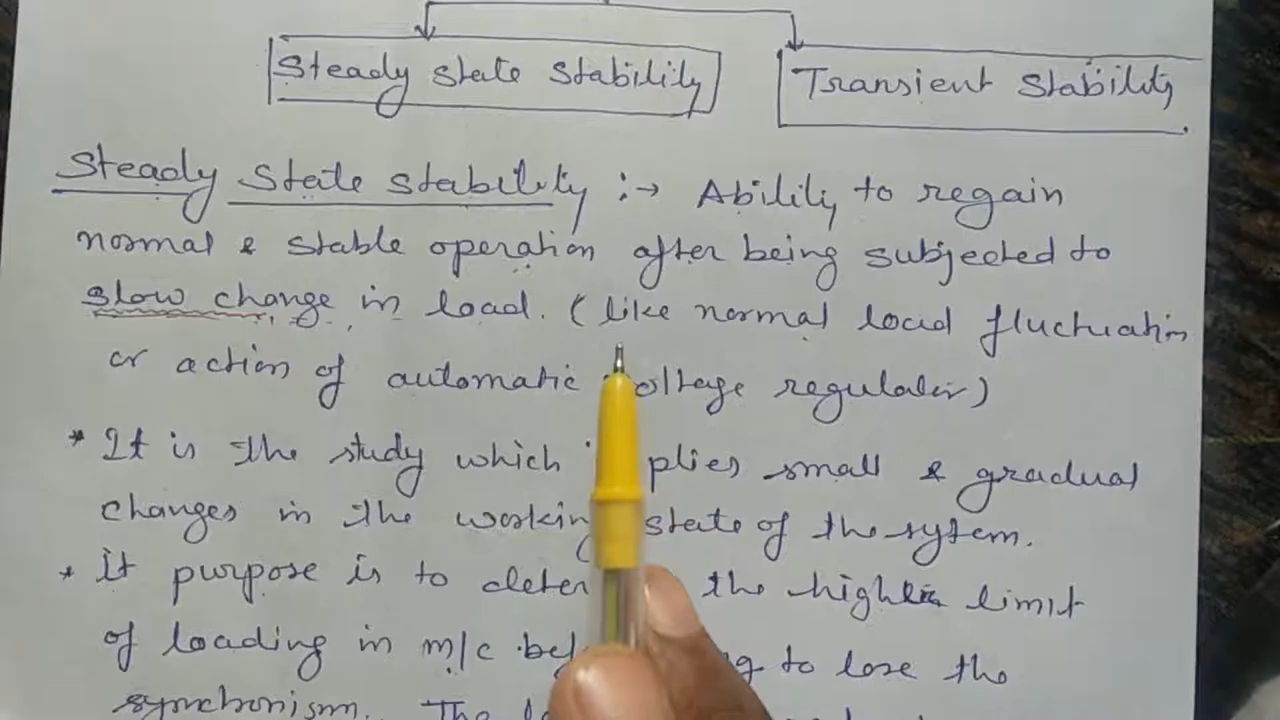 Steady state stability
Transient Stability
Steady State Stability :→ Ability to regain
normal & stable operation after being subjected to
slow change in load. (like normal load fluctuation
or action of automatic voltage regulator)
* It is the study which implies small & gradual
changes in the working state of the system.
* it purpose is to deter the higher limit
of loading in m/c bef g to lose the
synchronism. The